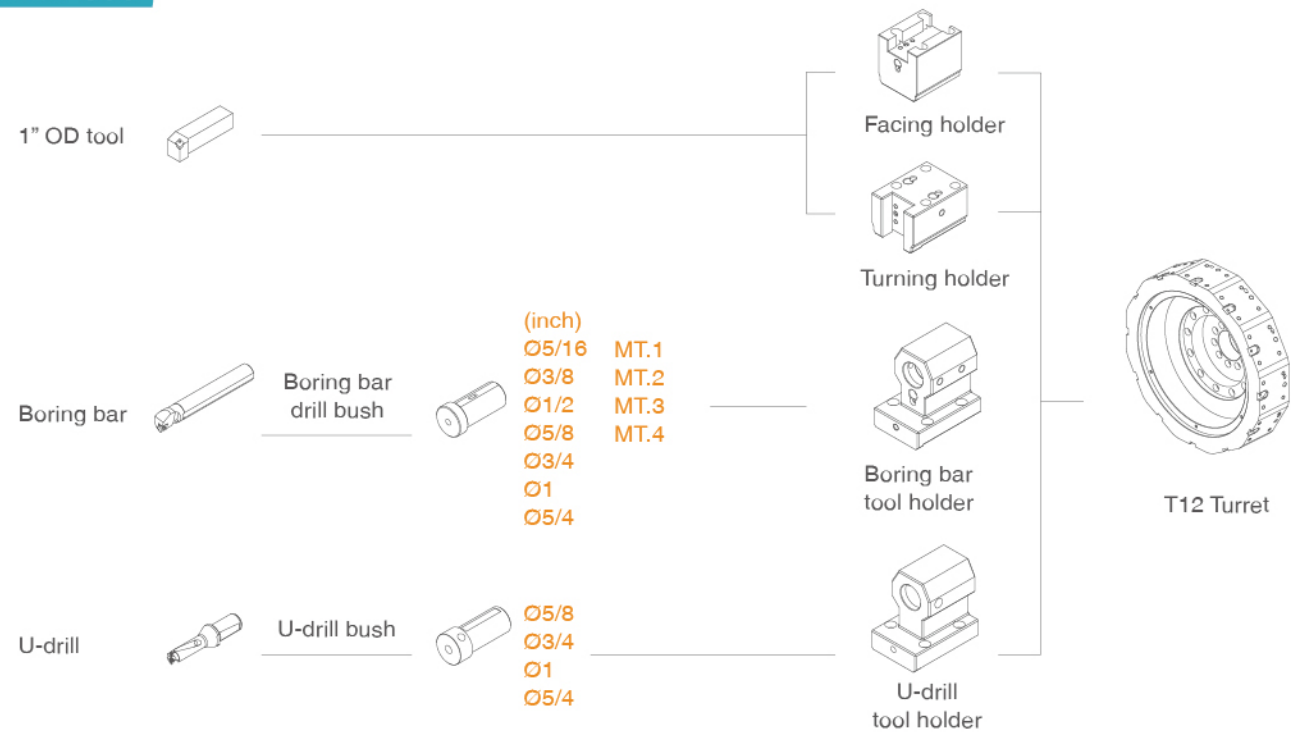 1” OD tool
Facing holder
Turning holder
Boring bar
Boring bar
drill bush
(inch)
Ø5/16 MT.1
Ø3/8 MT.2
Ø1/2 MT.3
Ø5/8 MT.4
Ø3/4
Ø1
Ø5/4
Boring bar
tool holder
T12 Turret
U-drill
U-drill bush
Ø5/8
Ø3/4
Ø1
Ø5/4
U-drill
tool holder